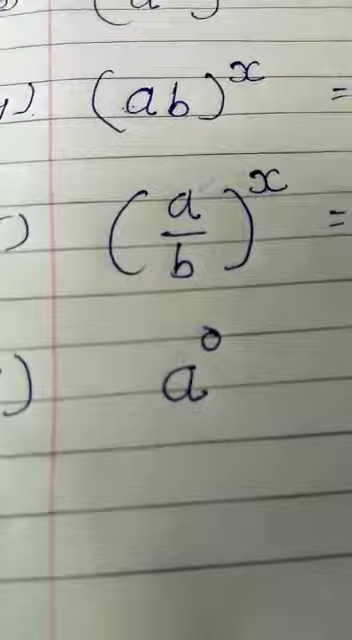 (ab)^x =
(a/b)^x =
) a^0